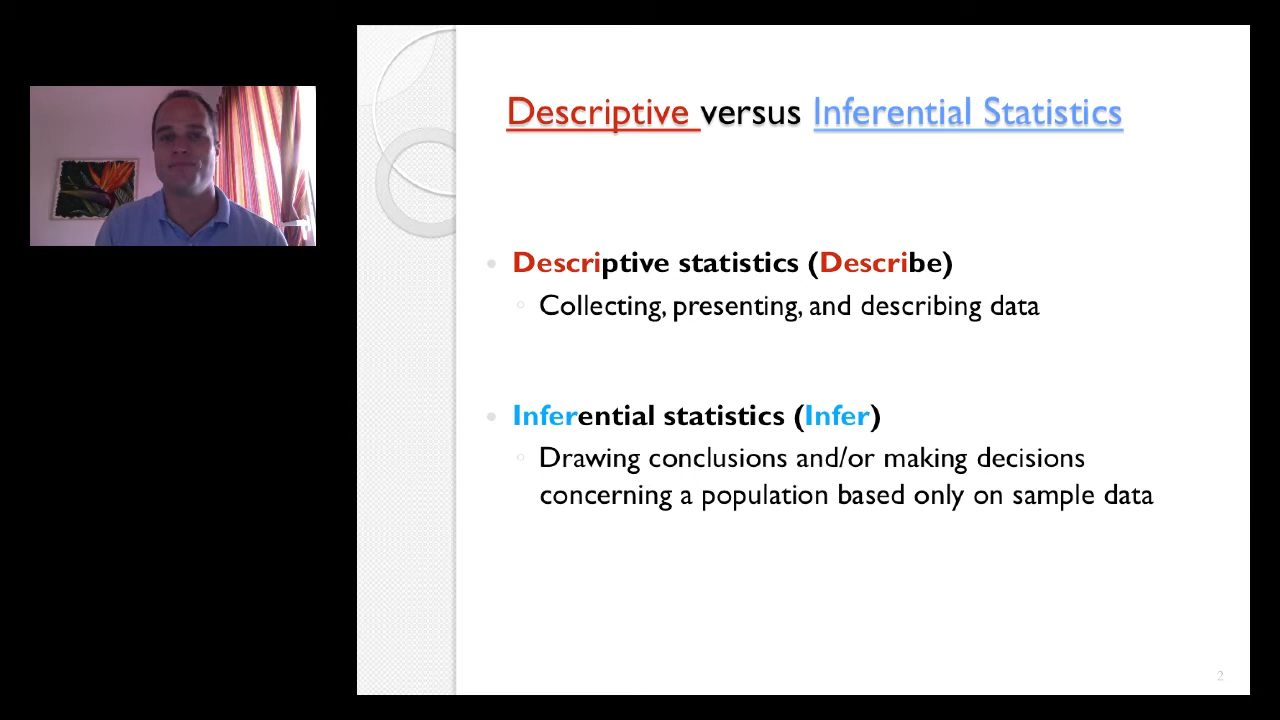 Descriptive versus Inferential Statistics
Descriptive statistics (Describe)
Collecting, presenting, and describing data
Inferential statistics (Infer)
Drawing conclusions and/or making decisions
concerning a population based only on sample data
2